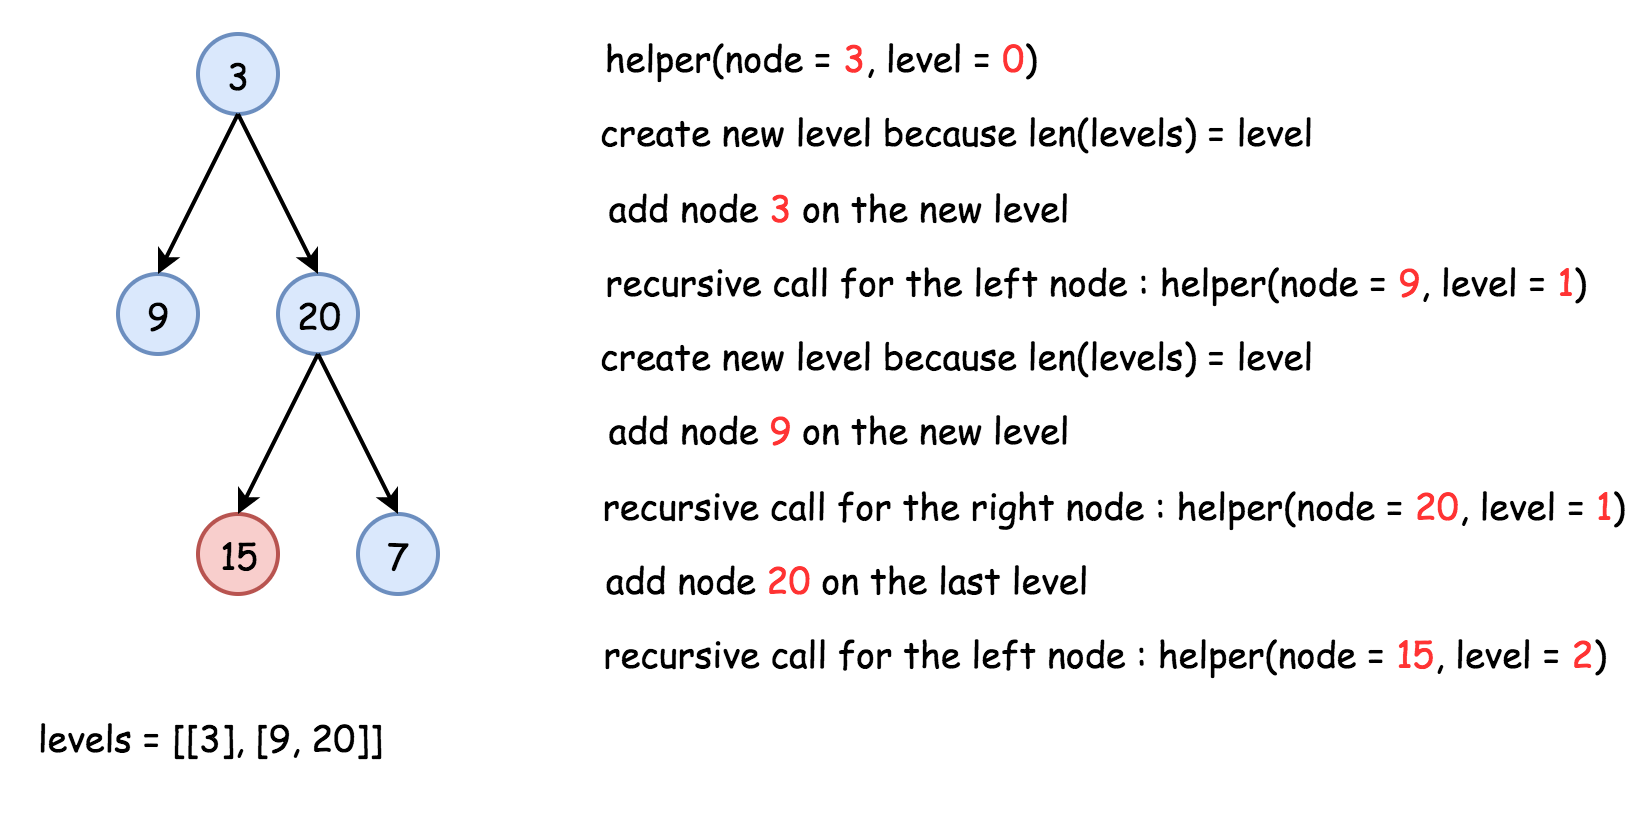 3
9
20
15
7
helper(node = 3, level = 0)
create new level because len(levels) = level
add node 3 on the new level
recursive call for the left node : helper(node = 9, level = 1)
create new level because len(levels) = level
add node 9 on the new level
recursive call for the right node : helper(node = 20, level = 1)
add node 20 on the last level
recursive call for the left node : helper(node = 15, level = 2)
levels = [[3], [9, 20]]